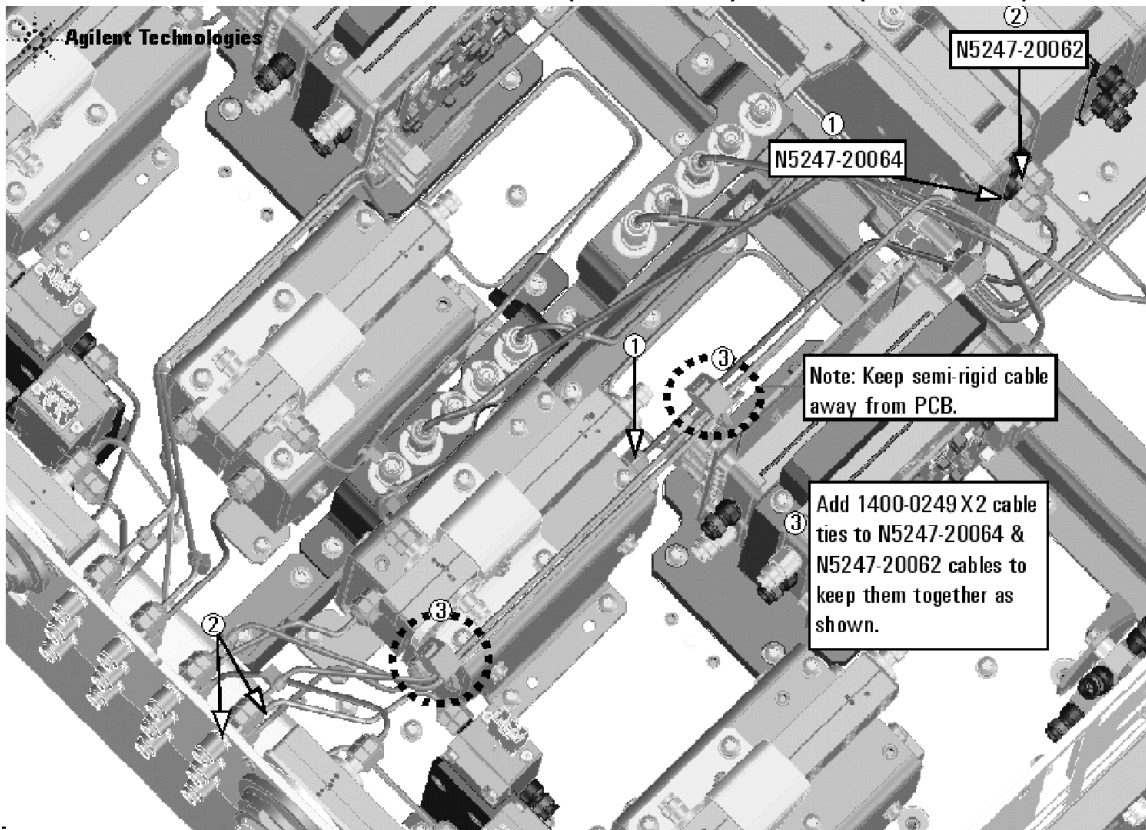 Agilent Technologies
②
N5247-20062
①
N5247-20064
①
③
Note: Keep semi-rigid cable
away from PCB.
③
Add 1400-0249 X2 cable
ties to N5247-20064 &
N5247-20062 cables to
keep them together as
shown.
③
②